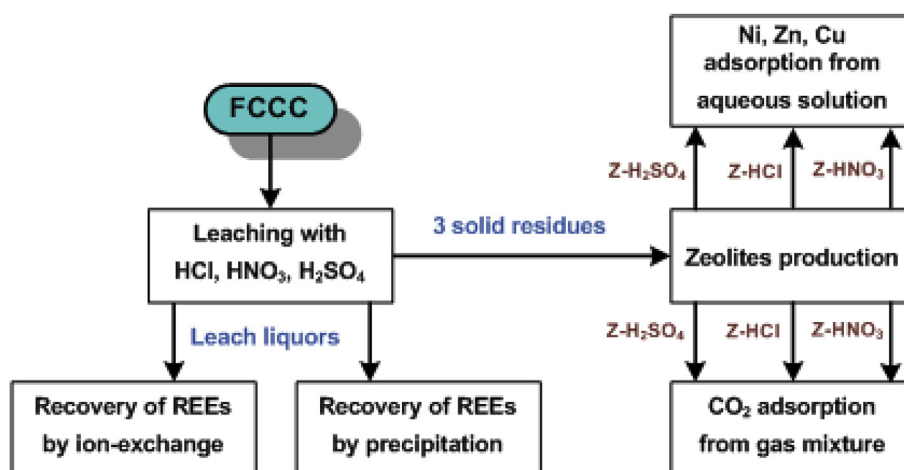 Ni, Zn, Cu
adsorption from
aqueous solution
FCCC
Z-H₂SO₄
Z-HCl
Z-HNO₃
Leaching with
HCl, HNO₃, H₂SO₄
3 solid residues
Zeolites production
Leach liquors
Z-H₂SO₄
Z-HCl
Z-HNO₃
Recovery of REEs
by ion-exchange
Recovery of REEs
by precipitation
CO₂ adsorption
from gas mixture